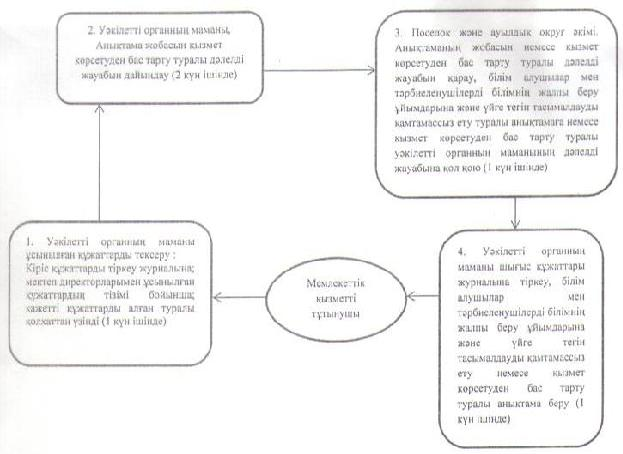 2. Уәкілетті органның маманы,
Анықтама жобасын қызмет
көрсетуден бас тарту туралы дәлелді
жауабын дайындау (2 күн ішінде)
3. Поселок және ауылдық округ әкімі.
Анықтаманың жобасын немесе қызмет
көрсетуден бас тарту туралы дәлелді
жауабын қарау, білім алушылар мен
тәрбиеленушілерді білімнің жалпы беру
ұйымдарына және үйге тегін тасымалдауды
қамтамассыз ету туралы анықтамаға немесе
қызмет көрсетуден бас тарту туралы
уәкілетті органның маманының дәлелді
жауабына қол қою (1 күн ішінде)
1. Уәкілетті органның маманы
ұсынылған құжаттерды тексеру :
Кіріс құжаттарды тіркеу журналына;
мектеп директорларымен ұсынылған
құжаттардың тізімі бойынша;
қажетті құжаттарды алған туралы
қолхаттан үзінді (1 күн ішінде)
Мемлекеттік
қызметті
тұтынушы
4. Уәкілетті органның
маманы шығыс құжаттары
журналына тіркеу, білім
алушылар мен
тәрбиеленушілерді білімнің
жалпы беру ұйымдарына
және үйге тегін
тасымалдауды қамтамассыз
ету немесе қызмет
көрсетуден бас тарту
туралы анықтама беру (1
күн ішінде)